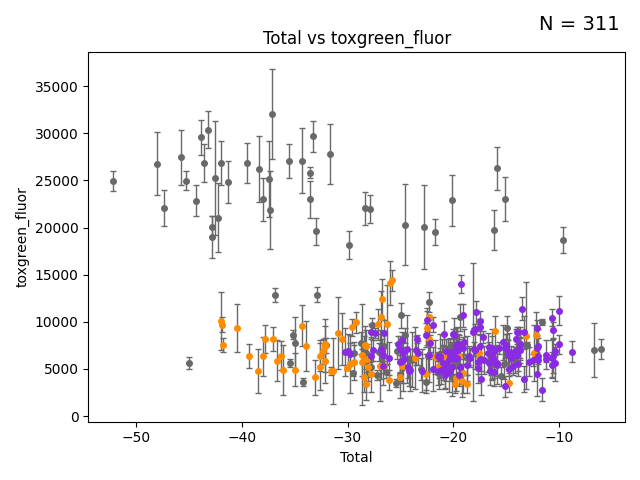 N = 311
Total vs toxgreen_fluor
toxgreen_fluor
35000
30000
25000
20000
15000
10000
5000
0
−50 −40 −30 −20 −10
Total